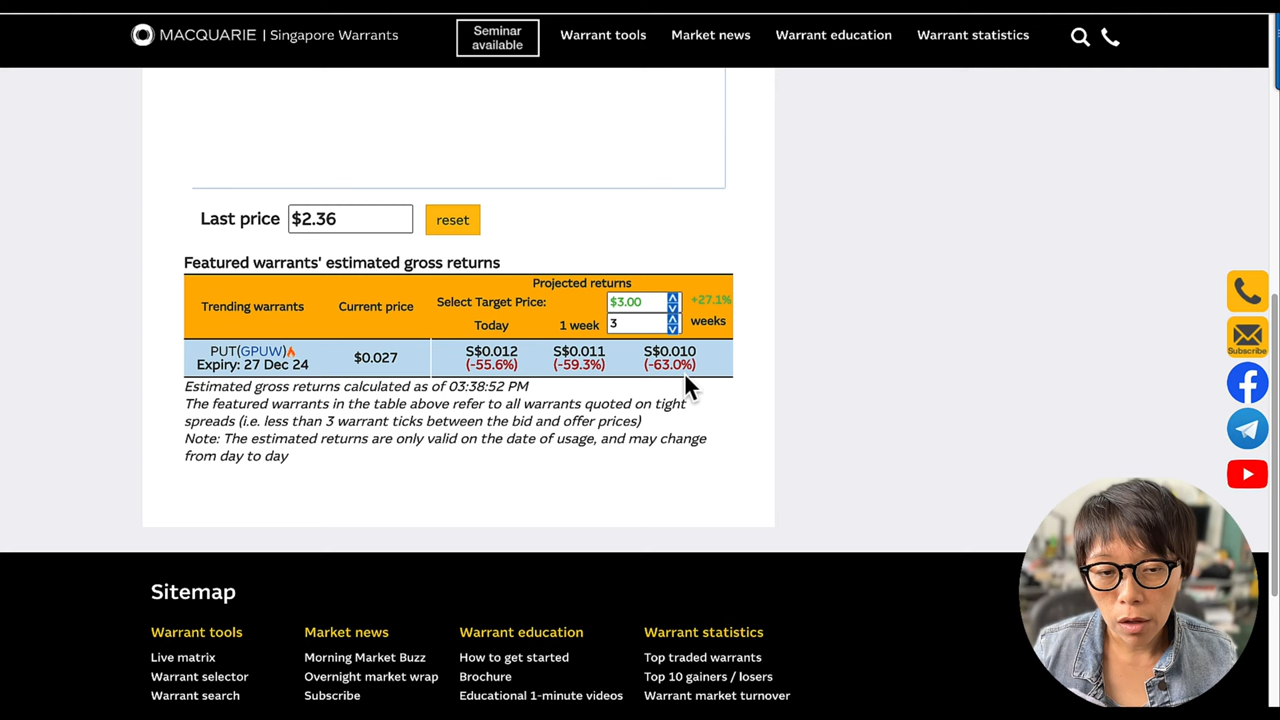 MACQUARIE | Singapore Warrants
Seminar
available
Warrant tools
Market news
Warrant education
Warrant statistics
Last price $2.36 reset
Featured warrants' estimated gross returns
Projected returns
Trending warrants
Current price
Select Target Price: $3.00 +27.1%
Today
1 week
3
weeks
PUT(GPUW)
Expiry: 27 Dec 24
$0.027
S$0.012
(-55.6%)
S$0.011
(-59.3%)
S$0.010
(-63.0%)
Estimated gross returns calculated as of 03:38:52 PM
The featured warrants in the table above refer to all warrants quoted on tight
spreads (i.e. less than 3 warrant ticks between the bid and offer prices)
Note: The estimated returns are only valid on the date of usage, and may change
from day to day
Subscribe
Sitemap
Warrant tools
Live matrix
Warrant selector
Warrant search
Market news
Morning Market Buzz
Overnight market wrap
Subscribe
Warrant education
How to get started
Brochure
Educational 1-minute videos
Warrant statistics
Top traded warrants
Top 10 gainers / losers
Warrant market turnover